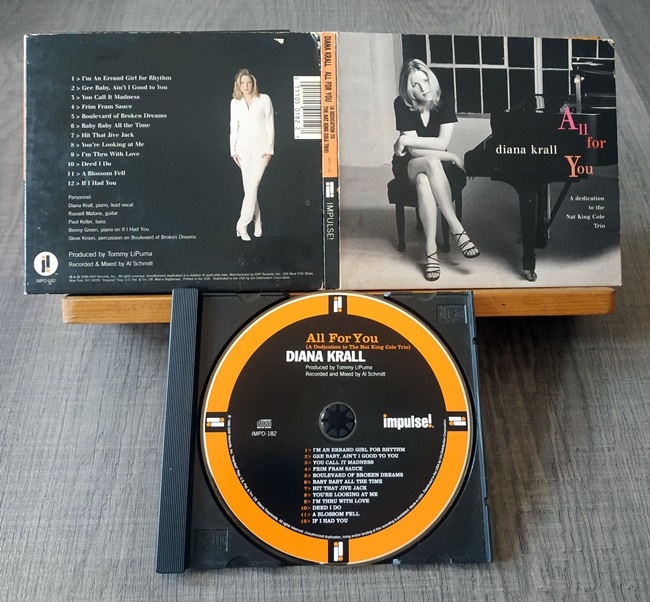 1 > I'm An Errand Girl for Rhythm
2 > Gee Baby, Ain't I Good to You
3 > You Call It Madness
4 > Frim Fram Sauce
5 > Boulevard of Broken Dreams
6 > Baby Baby All the Time
7 > Hit That Jive Jack
8 > You're Looking at Me
9 > I'm Thru With Love
10 > Deed I Do
11 > A Blossom Fell
12 > If I Had You
Personnel:
Diana Krall, piano, lead vocal
Russell Malone, guitar
Paul Keller, bass
Benny Green, piano on If I Had You
Steve Kroon, percussion on Boulevard of Broken Dreams
Produced by Tommy LiPuma
Recorded & Mixed by Al Schmitt
IMPD-182
DIANA KRALL ALL FOR YOU (A DEDICATION TO THE NAT KING COLE TRIO)
IMPULSE!
diana krall
All
for
You
A dedication
to the
Nat King Cole
Trio
All For You
(A Dedication to The Nat King Cole Trio)
DIANA KRALL
Produced by Tommy LiPuma
Recorded and Mixed by Al Schmitt
IMPD-182
impulse!
1 > I'M AN ERRAND GIRL FOR RHYTHM
2 > GEE BABY, AIN'T I GOOD TO YOU
3 > YOU CALL IT MADNESS
4 > FRIM FRAM SAUCE
5 > BOULEVARD OF BROKEN DREAMS
6 > BABY BABY ALL THE TIME
7 > HIT THAT JIVE JACK
8 > YOU'RE LOOKING AT ME
9 > I'M THRU WITH LOVE
10 > DEED I DO
11 > A BLOSSOM FELL
12 > IF I HAD YOU